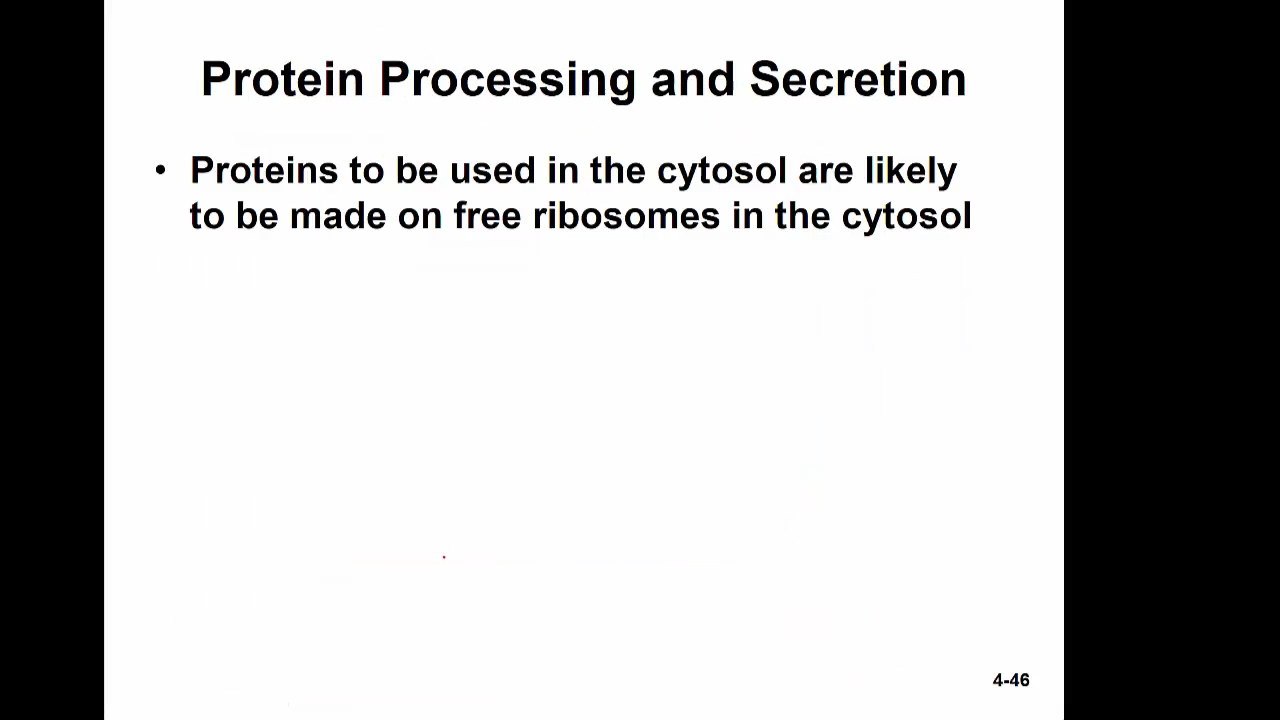 Protein Processing and Secretion
• Proteins to be used in the cytosol are likely
to be made on free ribosomes in the cytosol
4-46